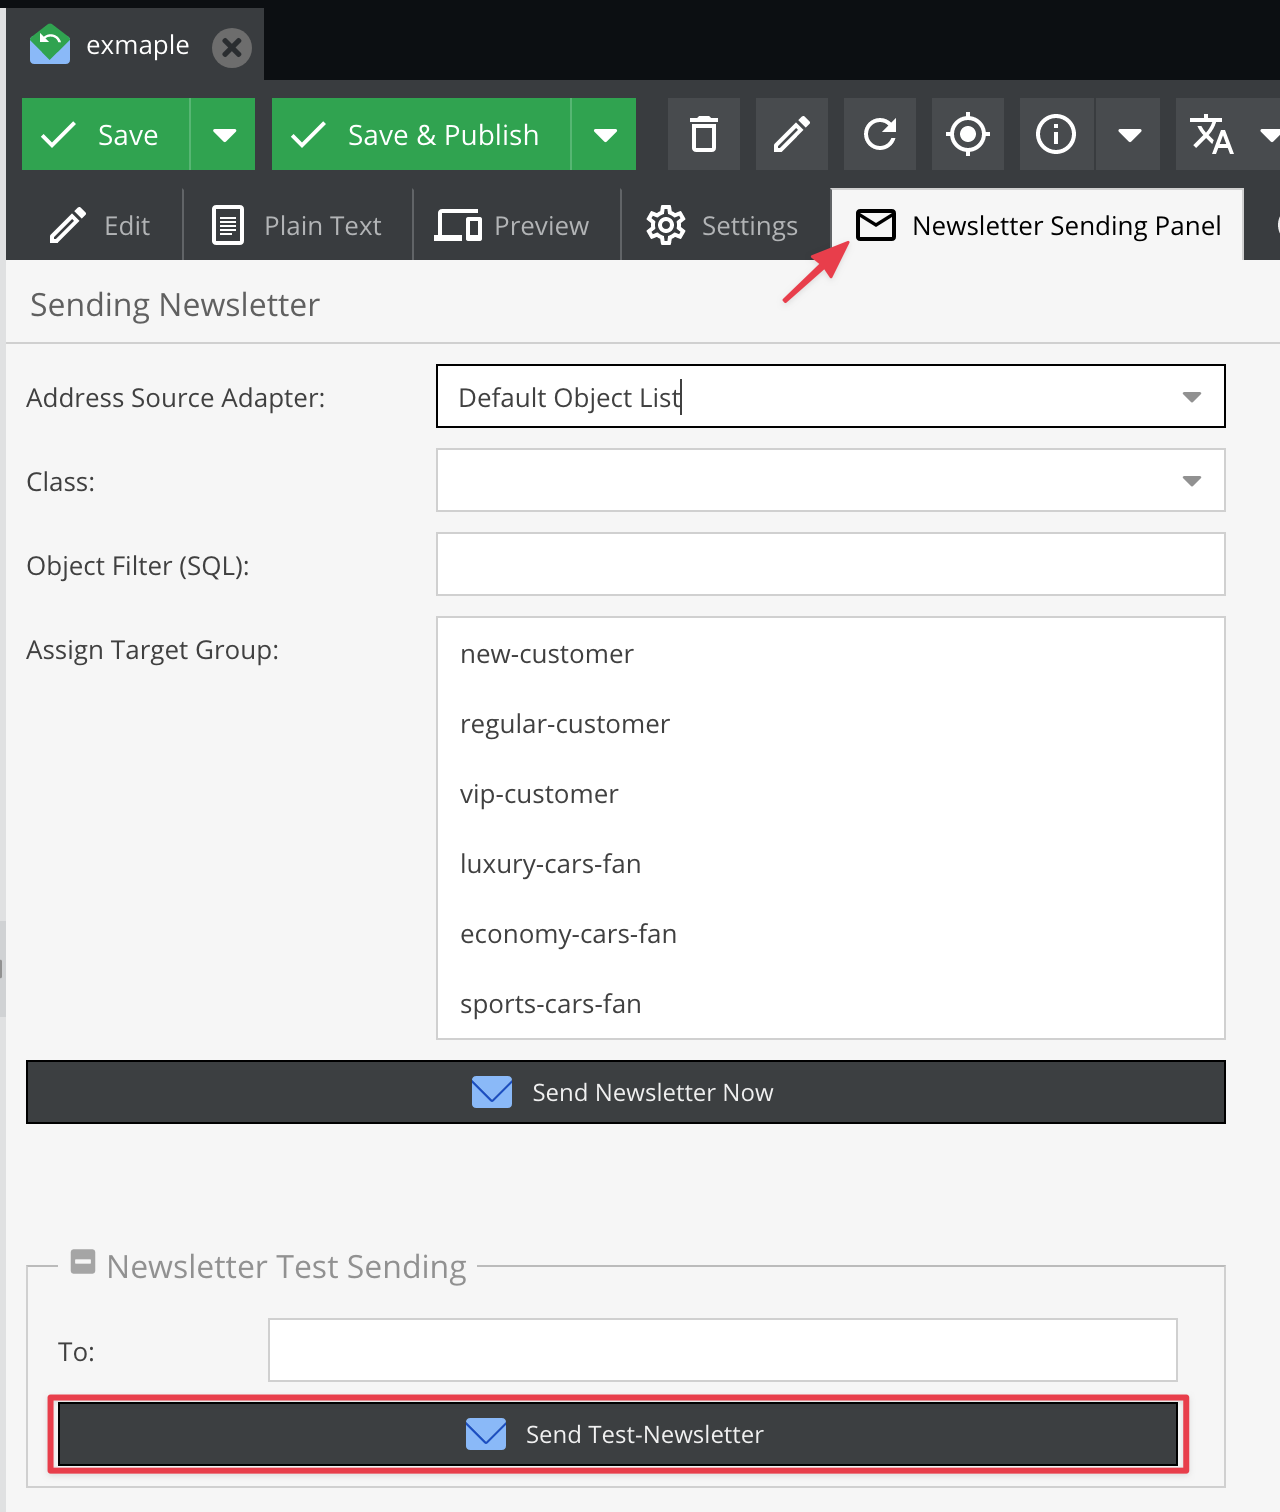 exmaple
Save
Save & Publish
Edit
Plain Text
Preview
Settings
Newsletter Sending Panel
Sending Newsletter
Address Source Adapter:
Default Object List
Class:
Object Filter (SQL):
Assign Target Group:
new-customer
regular-customer
vip-customer
luxury-cars-fan
economy-cars-fan
sports-cars-fan
Send Newsletter Now
Newsletter Test Sending
To:
Send Test-Newsletter